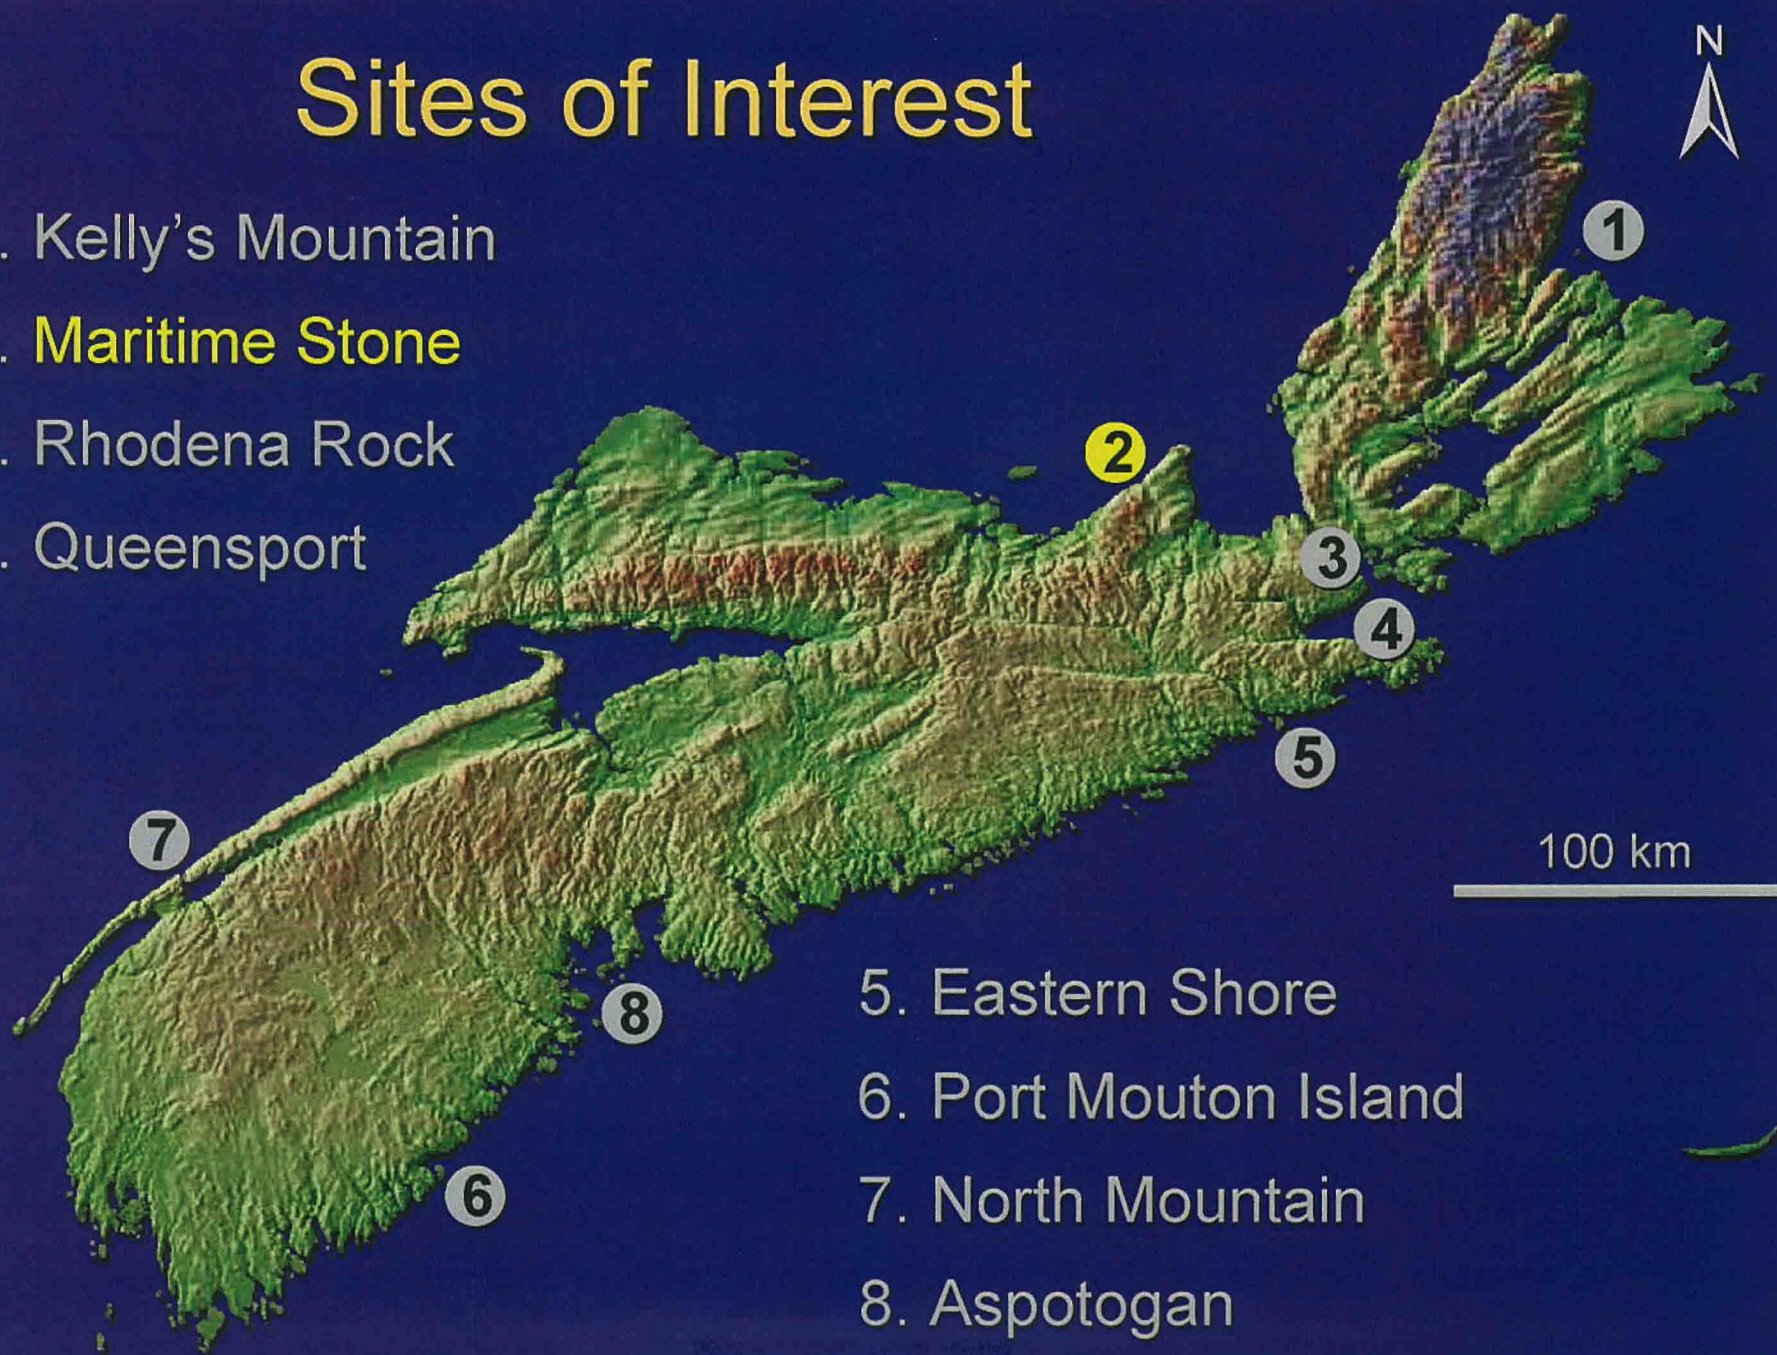 Sites of Interest
N
. Kelly's Mountain
. Maritime Stone
. Rhodena Rock
. Queensport
1
2
3
4
5
7
100 km
8
6
5. Eastern Shore
6. Port Mouton Island
7. North Mountain
8. Aspotogan